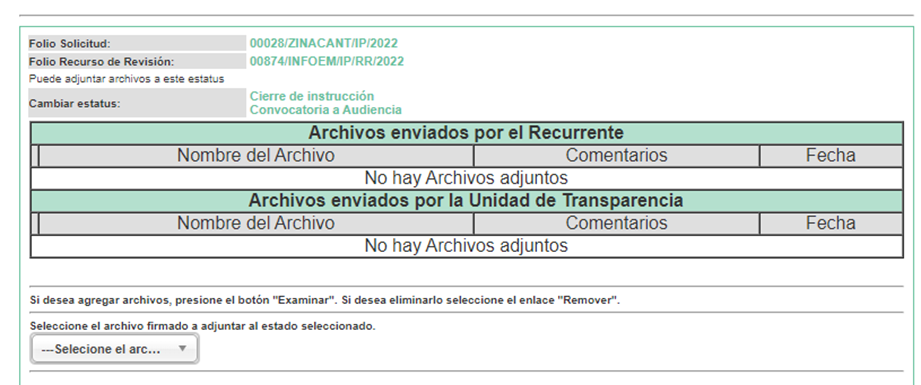 Folio Solicitud: 00028/ZINACANT/IP/2022
Folio Recurso de Revisión: 00874/INFOEM/IP/RR/2022
Puede adjuntar archivos a este estatus
Cambiar estatus: Cierre de instrucción
Convocatoria a Audiencia
Archivos enviados por el Recurrente
Nombre del Archivo Comentarios Fecha
No hay Archivos adjuntos
Archivos enviados por la Unidad de Transparencia
Nombre del Archivo Comentarios Fecha
No hay Archivos adjuntos
Si desea agregar archivos, presione el botón "Examinar". Si desea eliminarlo seleccione el enlace "Remover".
Seleccione el archivo firmado a adjuntar al estado seleccionado.
---Selecione el arc...